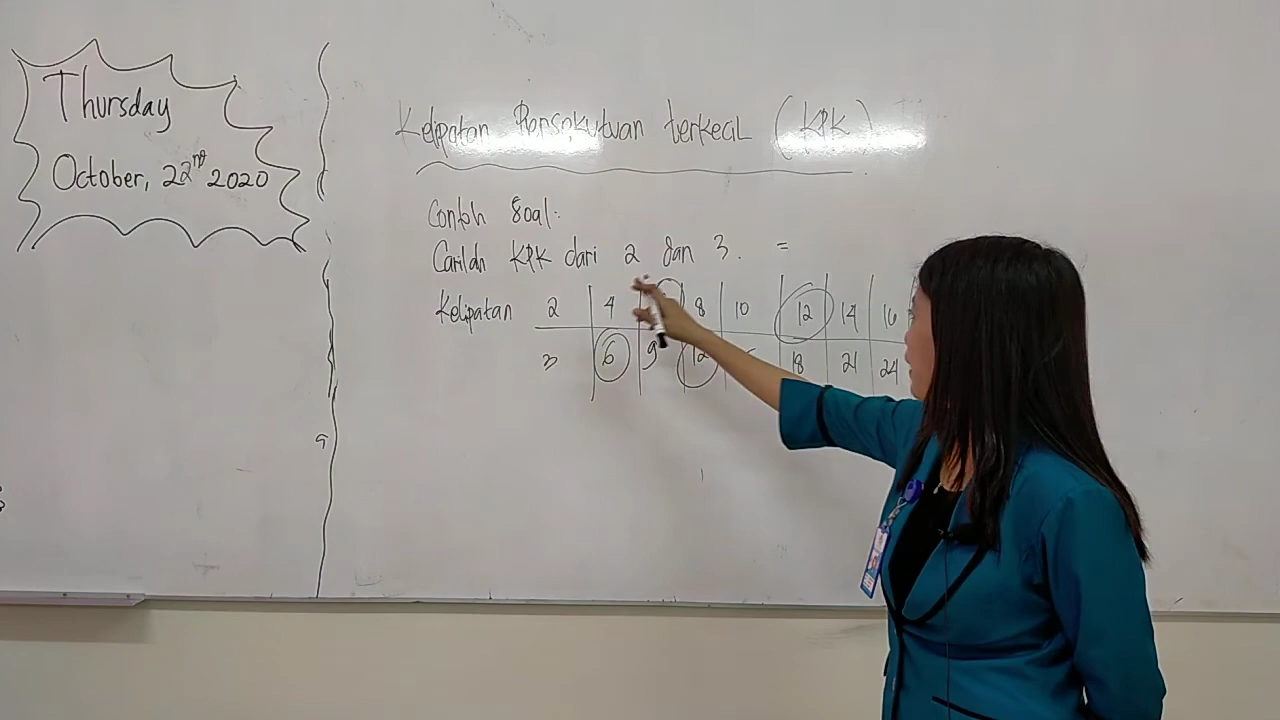 Thursday
October, 22nd 2020
Kelipatan Persekutuan terkecil (KPK)
Contoh Soal:
Carilah KPK dari 2 dan 3. =
Kelipatan 2 4 8 10 12 14 16
3 6 9 12 18 21 24